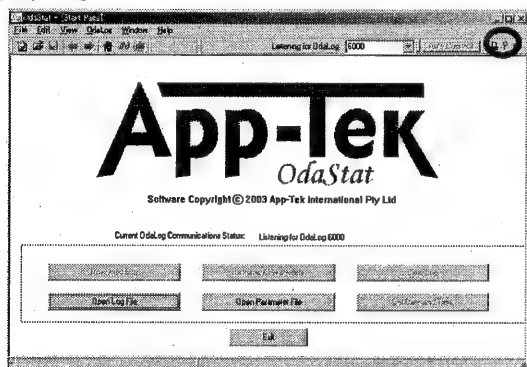 OdaStat - [Start Page]
File Edit View OdaLog Window Help
Listening for OdaLog 6000
App-Tek
OdaStat
Software Copyright © 2003 App-Tek International Pty Ltd
Current OdaLog Communications Status: Listening for OdaLog 6000
Open Log File Open Parameter File
Exit